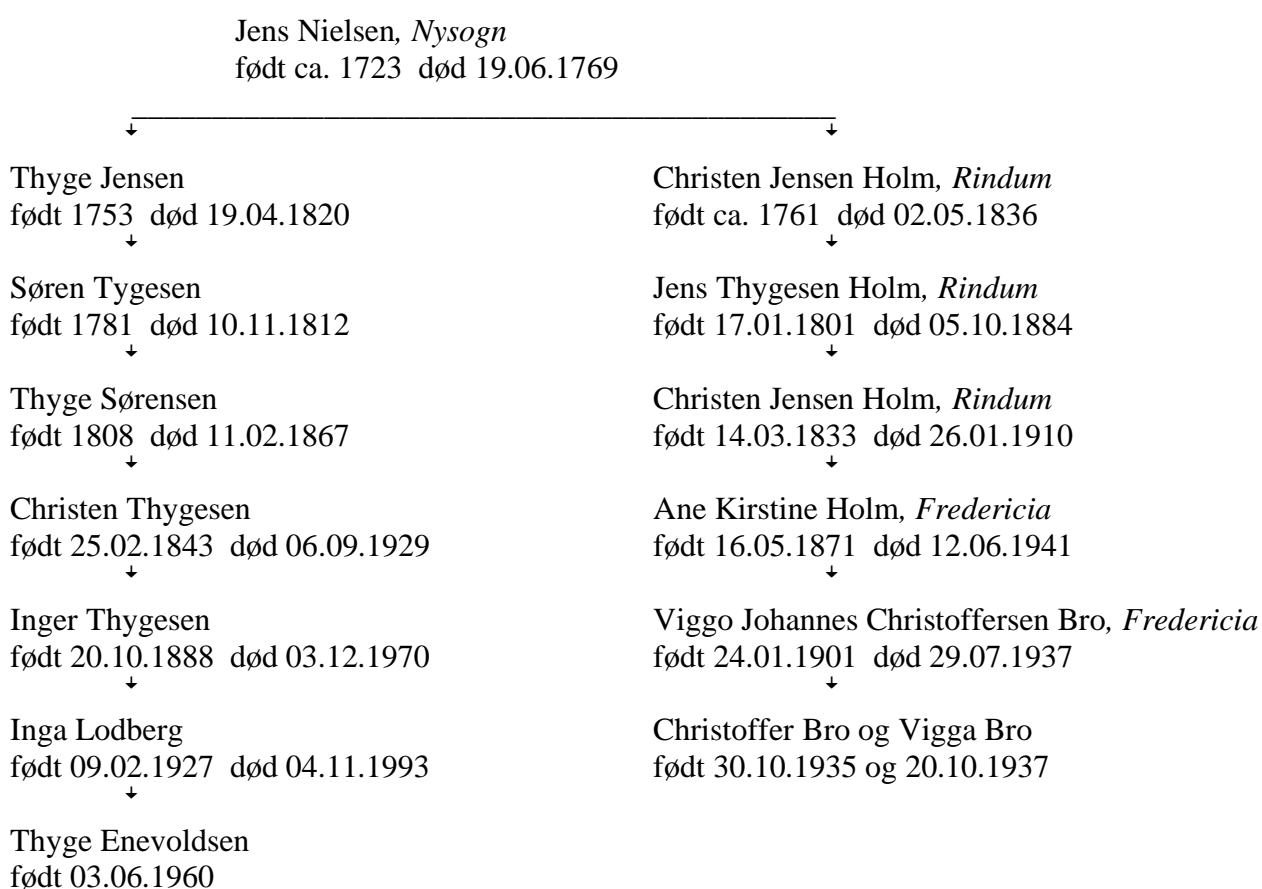 Jens Nielsen, Nysogn
født ca. 1723  død 19.06.1769
Thyge Jensen
født 1753  død 19.04.1820
Christen Jensen Holm, Rindum
født ca. 1761  død 02.05.1836
Søren Tygesen
født 1781  død 10.11.1812
Jens Thygesen Holm, Rindum
født 17.01.1801  død 05.10.1884
Thyge Sørensen
født 1808  død 11.02.1867
Christen Jensen Holm, Rindum
født 14.03.1833  død 26.01.1910
Christen Thygesen
født 25.02.1843  død 06.09.1929
Ane Kirstine Holm, Fredericia
født 16.05.1871  død 12.06.1941
Inger Thygesen
født 20.10.1888  død 03.12.1970
Viggo Johannes Christoffersen Bro, Fredericia
født 24.01.1901  død 29.07.1937
Inga Lodberg
født 09.02.1927  død 04.11.1993
Christoffer Bro og Vigga Bro
født 30.10.1935 og 20.10.1937
Thyge Enevoldsen
født 03.06.1960